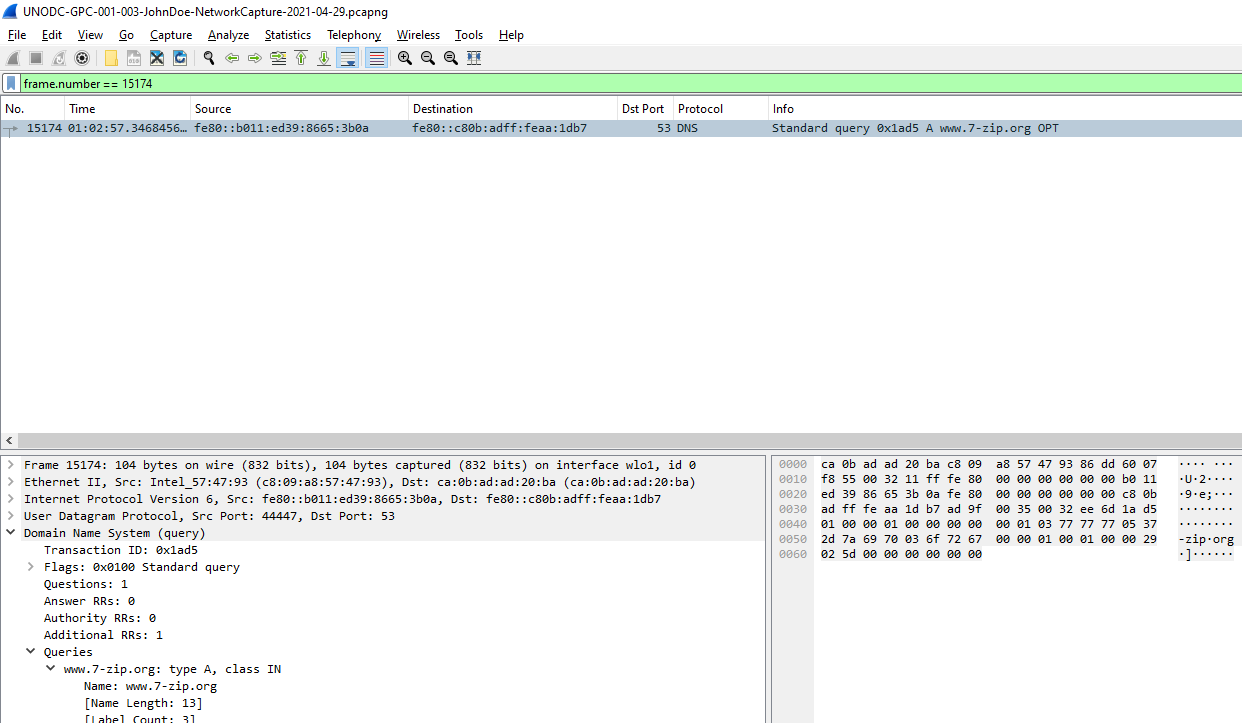 UNODC-GPC-001-003-JohnDoe-NetworkCapture-2021-04-29.pcapng
File Edit View Go Capture Analyze Statistics Telephony Wireless Tools Help
frame.number == 15174
No. Time Source Destination Dst Port Protocol Info
15174 01:02:57.3468456… fe80::b011:ed39:8665:3b0a fe80::c80b:adff:feaa:1db7 53 DNS Standard query 0x1ad5 A www.7-zip.org OPT
Frame 15174: 104 bytes on wire (832 bits), 104 bytes captured (832 bits) on interface wlo1, id 0
Ethernet II, Src: Intel_57:47:93 (c8:09:a8:57:47:93), Dst: ca:0b:ad:ad:20:ba (ca:0b:ad:ad:20:ba)
Internet Protocol Version 6, Src: fe80::b011:ed39:8665:3b0a, Dst: fe80::c80b:adff:feaa:1db7
User Datagram Protocol, Src Port: 44447, Dst Port: 53
Domain Name System (query)
Transaction ID: 0x1ad5
Flags: 0x0100 Standard query
Questions: 1
Answer RRs: 0
Authority RRs: 0
Additional RRs: 1
Queries
www.7-zip.org: type A, class IN
Name: www.7-zip.org
[Name Length: 13]
[Label Count: 3]
0000 ca 0b ad ad 20 ba c8 09 a8 57 47 93 86 dd 60 07 ···· ···
0010 f8 55 00 32 11 ff fe 80 00 00 00 00 00 00 b0 11 ·U·2····
0020 ed 39 86 65 3b 0a fe 80 00 00 00 00 00 00 c8 0b ·9·e;···
0030 ad ff fe aa 1d b7 ad 9f 00 35 00 32 ee 6d 1a d5 ········
0040 01 00 00 01 00 00 00 00 00 01 03 77 77 77 05 37 ········
0050 2d 7a 69 70 03 6f 72 67 00 00 01 00 01 00 00 29 -zip·org
0060 02 5d 00 00 00 00 00 00 ·]······